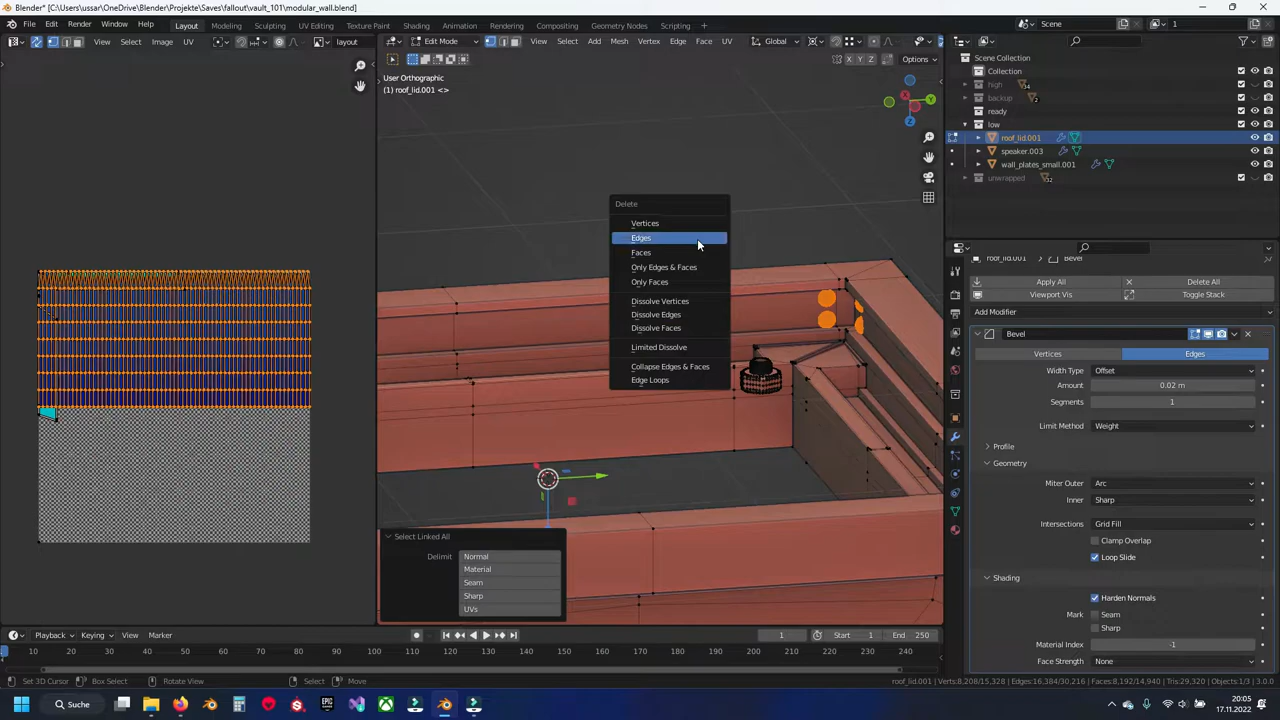 Blender* [C:\Users\ussar\OneDrive\Blender\Projects\Saves\fallout\vault_101\modular_wall.blend]
File Edit Render Window Help Layout Modeling Sculpting UV Editing Texture Paint Shading Animation Rendering Compositing Geometry Nodes Scripting + Scene 1
View Select Image UV layout Edit Mode View Select Add Mesh Vertex Edge Face UV Global
X Y Z Options
User Orthographic
(1) roof_lid.001 <>
X Y Z
Delete
Vertices
Edges
Faces
Only Edges & Faces
Only Faces
Dissolve Vertices
Dissolve Edges
Dissolve Faces
Limited Dissolve
Collapse Edges & Faces
Edge Loops
Select Linked All
Delimit Normal
Material
Seam
Sharp
UVs
Scene Collection
Collection
high 34
backup 2
ready
low
roof_lid.001
speaker.003
wall_plates_small.001
unwrapped 32
roof_lid.001 > Bevel
Apply All Delete All
Viewport Vis Toggle Stack
Add Modifier
Bevel
Vertices Edges
Width Type Offset
Amount 0.02 m
Segments 1
Limit Method Weight
Profile
Geometry
Miter Outer Arc
Inner Sharp
Intersections Grid Fill
Clamp Overlap
Loop Slide
Shading
Harden Normals
Mark Seam
Sharp
Material Index -1
Face Strength None
Playback Keying View Marker 1 Start 1 End 250
10 20 30 40 50 60 70 80 90 100 110 120 130 140 150 160 170 180 190 200 210 220 230 240
Set 3D Cursor Box Select Rotate View Select Move roof_lid.001 | Verts:8,208/15,328 | Edges:16,384/30,216 | Faces:8,192/14,940 | Tris:29,320 | Objects:1/3 | 3.0.0
Suche EPIC 20:05
17.11.2022